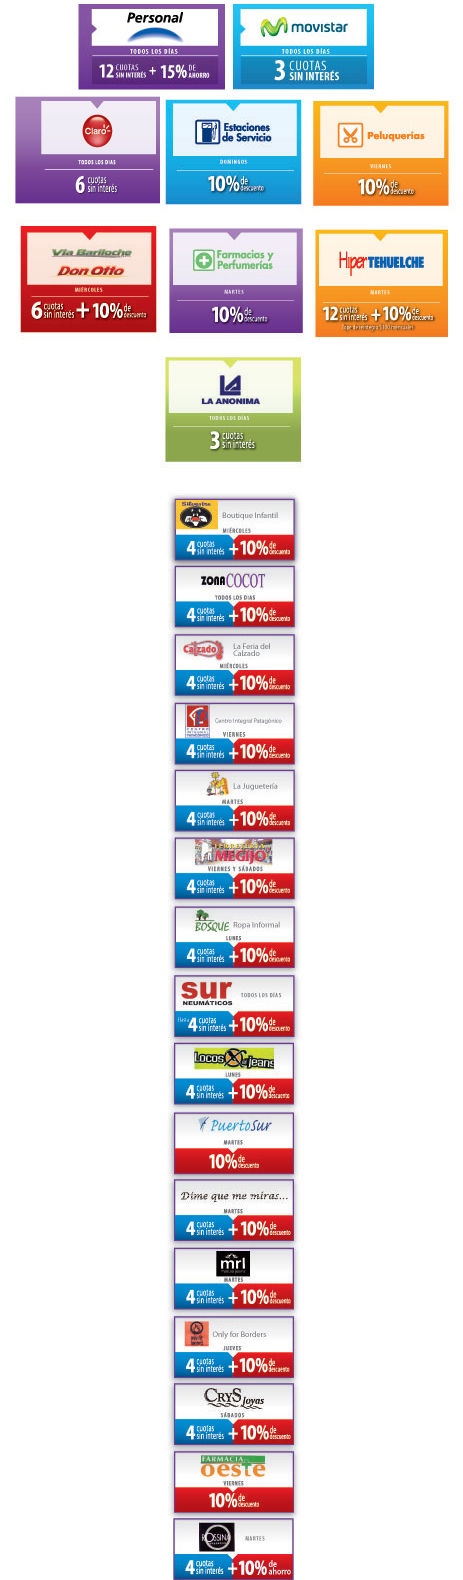 Personal
TODOS LOS DÍAS
12 CUOTAS SIN INTERÉS + 15% DE AHORRO
movistar
TODOS LOS DÍAS
3 CUOTAS SIN INTERÉS
Claro
TODOS LOS DIAS
6 cuotas sin interés
Estaciones de Servicio
DOMINGOS
10% de descuento
Peluquerías
VIERNES
10% de descuento
Via Bariloche
Don Otto
MIÉRCOLES
6 cuotas sin interés + 10% de descuento
Farmacias y Perfumerías
MARTES
10% de descuento
HiperTEHUELCHE
MARTES
12 cuotas sin interés + 10% de descuento
LA ANONIMA
TODOS LOS DÍAS
3 cuotas sin interés
Boutique Infantil
MIÉRCOLES
4 cuotas sin interés + 10% de descuento
ZONA COCOT
TODOS LOS DIAS
4 cuotas sin interés + 10% de descuento
Calzado
La Feria del Calzado
MIÉRCOLES
4 cuotas sin interés + 10% de descuento
Centro Integral Patagónico
VIERNES
4 cuotas sin interés + 10% de descuento
La Juguetería
MARTES
4 cuotas sin interés + 10% de descuento
MEGIJO
VIERNES Y SÁBADOS
4 cuotas sin interés + 10% de descuento
BOSQUE Ropa Informal
LUNES
4 cuotas sin interés + 10% de descuento
sur
NEUMÁTICOS
TODOS LOS DÍAS
4 cuotas sin interés + 10% de descuento
Locos X el Jeans
LUNES
4 cuotas sin interés + 10% de descuento
PuertoSur
MARTES
10% de descuento
Dime que me miras...
MARTES
4 cuotas sin interés + 10% de descuento
mrl
MARTES
4 cuotas sin interés + 10% de descuento
Only for Borders
JUEVES
4 cuotas sin interés + 10% de descuento
CRYS Joyas
SÁBADOS
4 cuotas sin interés + 10% de descuento
FARMACIA
oeste
VIERNES
10% de descuento
ROSSINA
MARTES
4 cuotas sin interés + 10% de ahorro